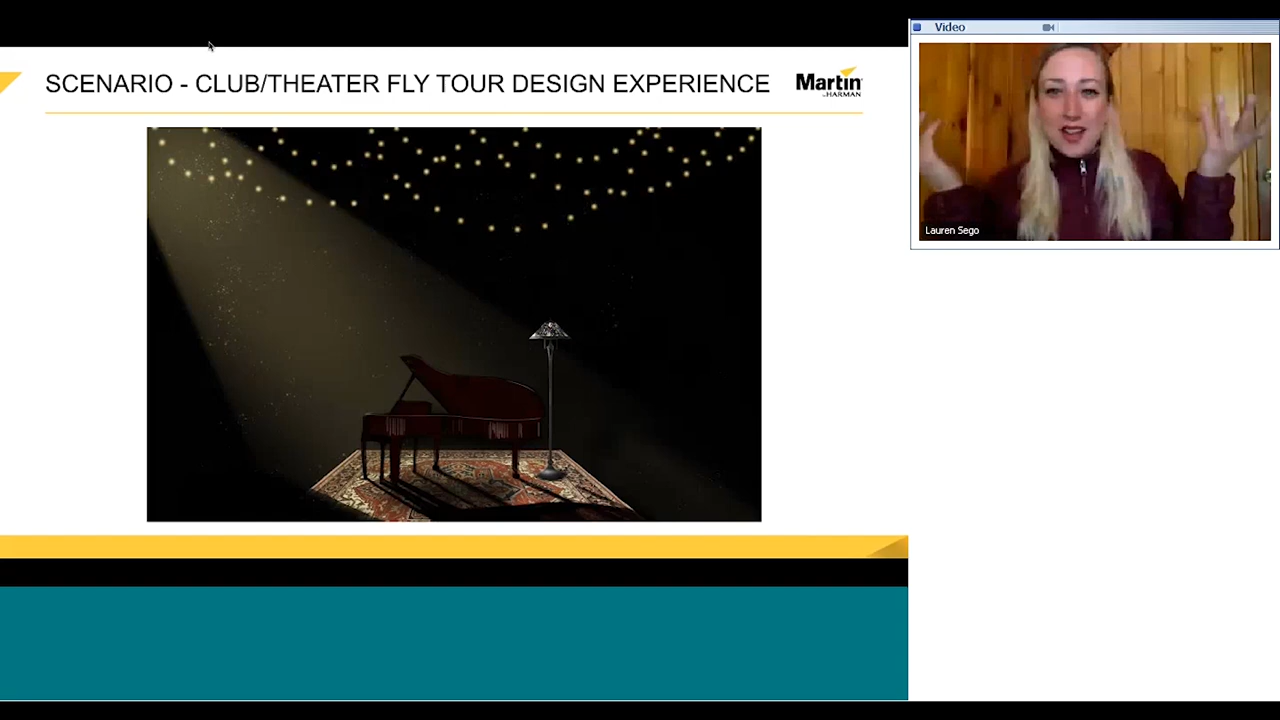 SCENARIO - CLUB/THEATER FLY TOUR DESIGN EXPERIENCE
Martin
by HARMAN
Video
Lauren Sego